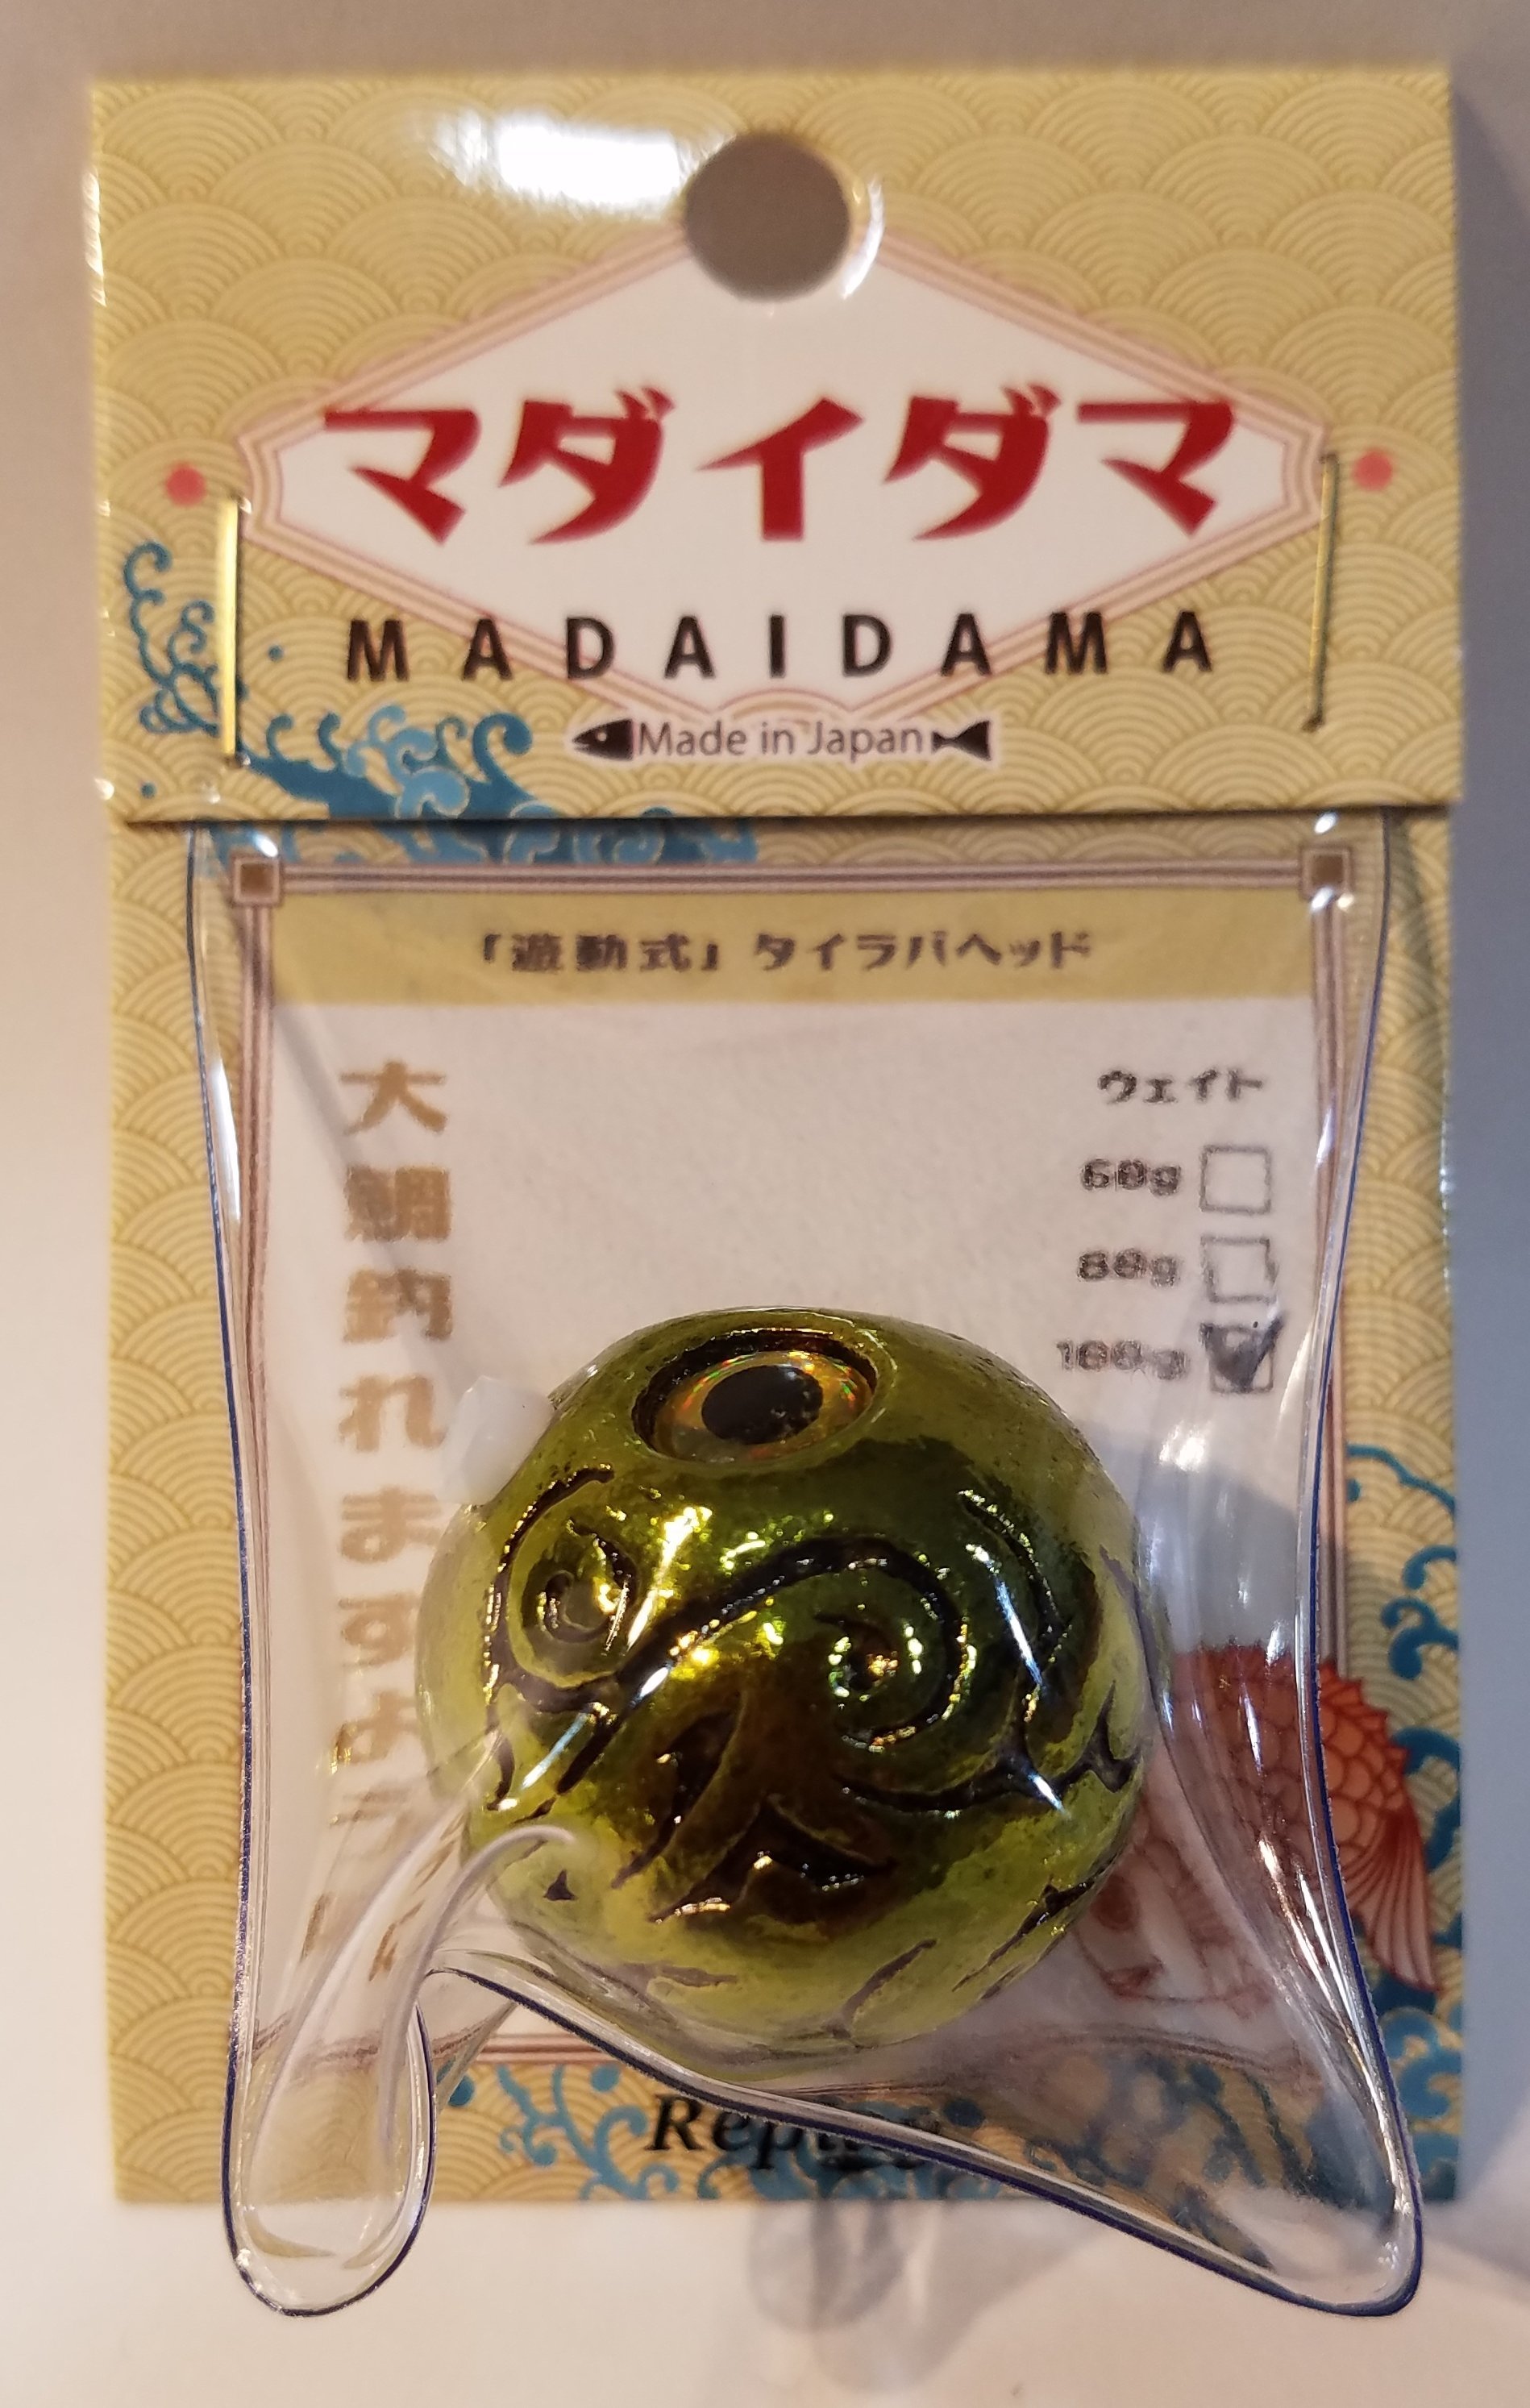 マダイダマ
MADAIDAMA
Made in Japan
「遊動式」タイラバヘッド
大鯛釣れます
ウェイト
60g
80g
100g